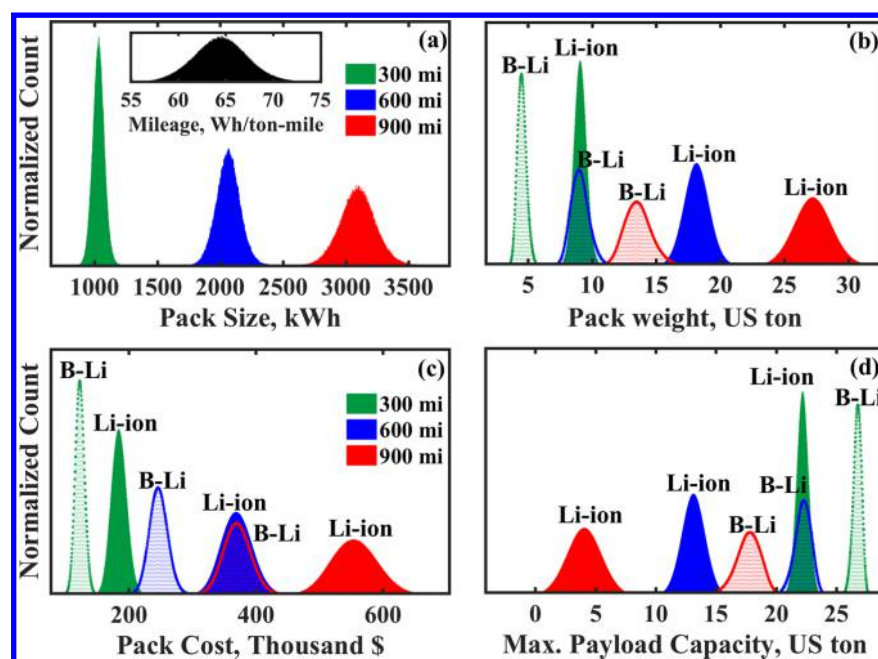 (a)
300 mi
600 mi
900 mi
55 60 65 70 75
Mileage, Wh/ton-mile
Normalized Count
1000 1500 2000 2500 3000 3500
Pack Size, kWh
(b)
B-Li
Li-ion
B-Li
B-Li
Li-ion
Li-ion
5 10 15 20 25 30
Pack weight, US ton
(c)
B-Li
Li-ion
B-Li
Li-ion
B-Li
Li-ion
300 mi
600 mi
900 mi
Normalized Count
200 400 600
Pack Cost, Thousand $
(d)
Li-ion
B-Li
Li-ion
B-Li
B-Li
Li-ion
0 5 10 15 20 25
Max. Payload Capacity, US ton